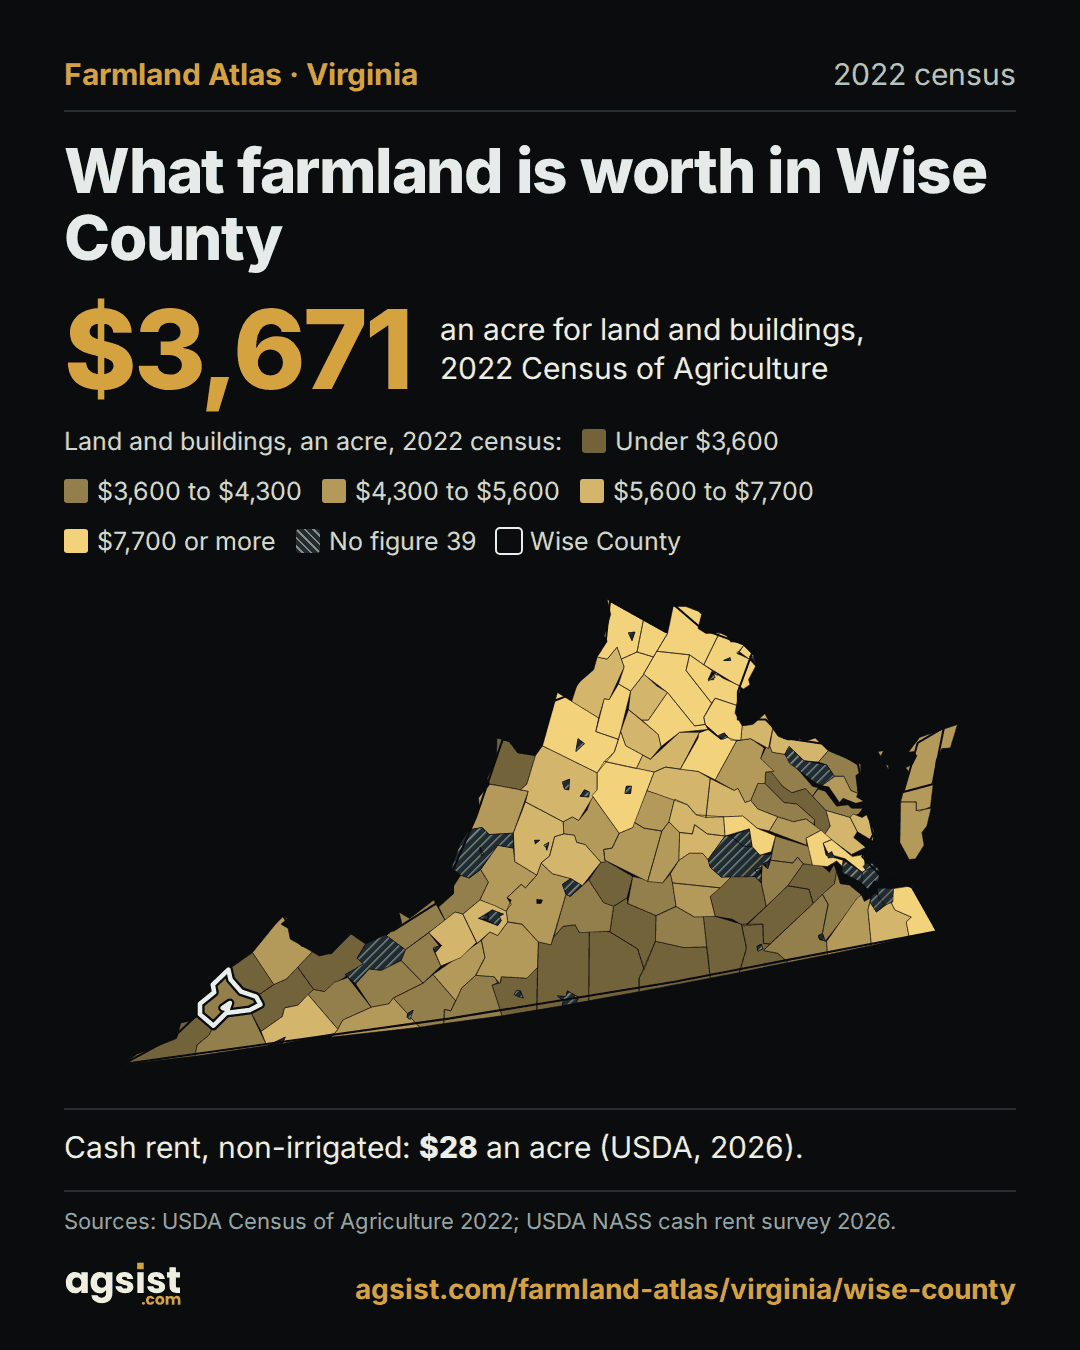 Farmland Atlas · Virginia
2022 census
What farmland is worth in Wise
County
$3,671
an acre for land and buildings,
2022 Census of Agriculture
Land and buildings, an acre, 2022 census: Under $3,600
$3,600 to $4,300 $4,300 to $5,600 $5,600 to $7,700
$7,700 or more No figure 39 Wise County
Cash rent, non-irrigated: $28 an acre (USDA, 2026).
Sources: USDA Census of Agriculture 2022; USDA NASS cash rent survey 2026.
agsist
.com
agsist.com/farmland-atlas/virginia/wise-county